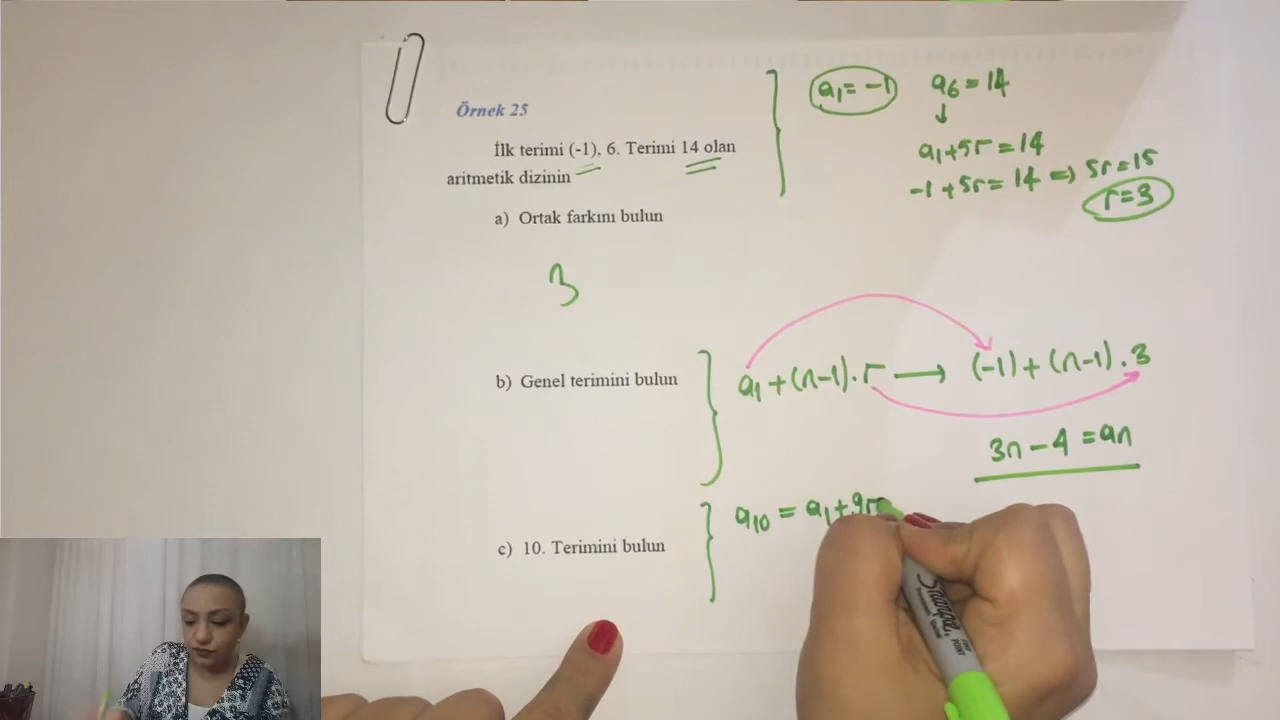 Örnek 25
İlk terimi (-1), 6. Terimi 14 olan
aritmetik dizinin
a) Ortak farkını bulun
3
b) Genel terimini bulun
c) 10. Terimini bulun
a₁ = -1 a₆ = 14
↓
a₁+5r = 14
-1+5r = 14 => 5r=15
r=3
a₁+(n-1).r → (-1)+(n-1).3
3n-4=an
a₁₀ = a₁+9r
Sharpie